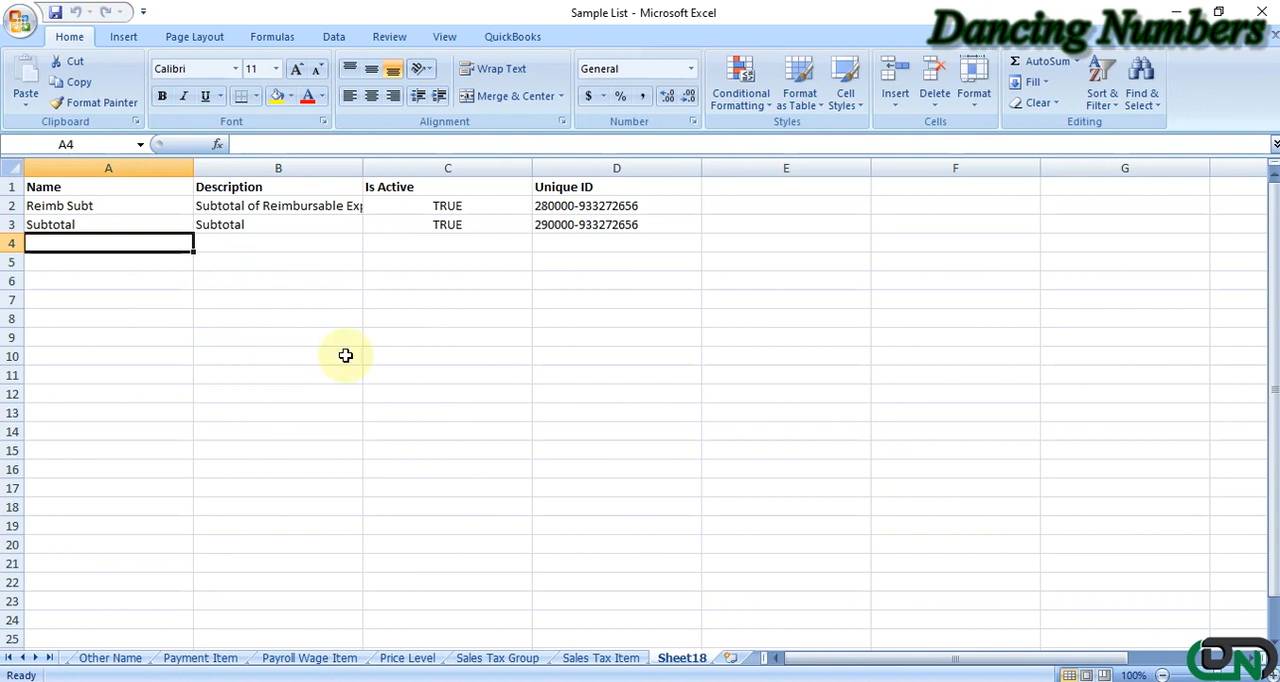 Sample List - Microsoft Excel
Dancing Numbers
Home Insert Page Layout Formulas Data Review View QuickBooks
Paste
Cut
Copy
Format Painter
Clipboard
Calibri 11
B I U
Font
Wrap Text
Merge & Center
Alignment
General
$ % ,
Number
Conditional Formatting
Format as Table
Cell Styles
Styles
Insert Delete Format
Cells
Σ AutoSum
Fill
Clear
Sort & Filter
Find & Select
Editing
A4 fx
A B C D E F G
1 Name Description Is Active Unique ID
2 Reimb Subt Subtotal of Reimbursable Exp TRUE 280000-933272656
3 Subtotal Subtotal TRUE 290000-933272656
4
5
6
7
8
9
10
11
12
13
14
15
16
17
18
19
20
21
22
23
24
25
Other Name Payment Item Payroll Wage Item Price Level Sales Tax Group Sales Tax Item Sheet18
Ready 100%
DN